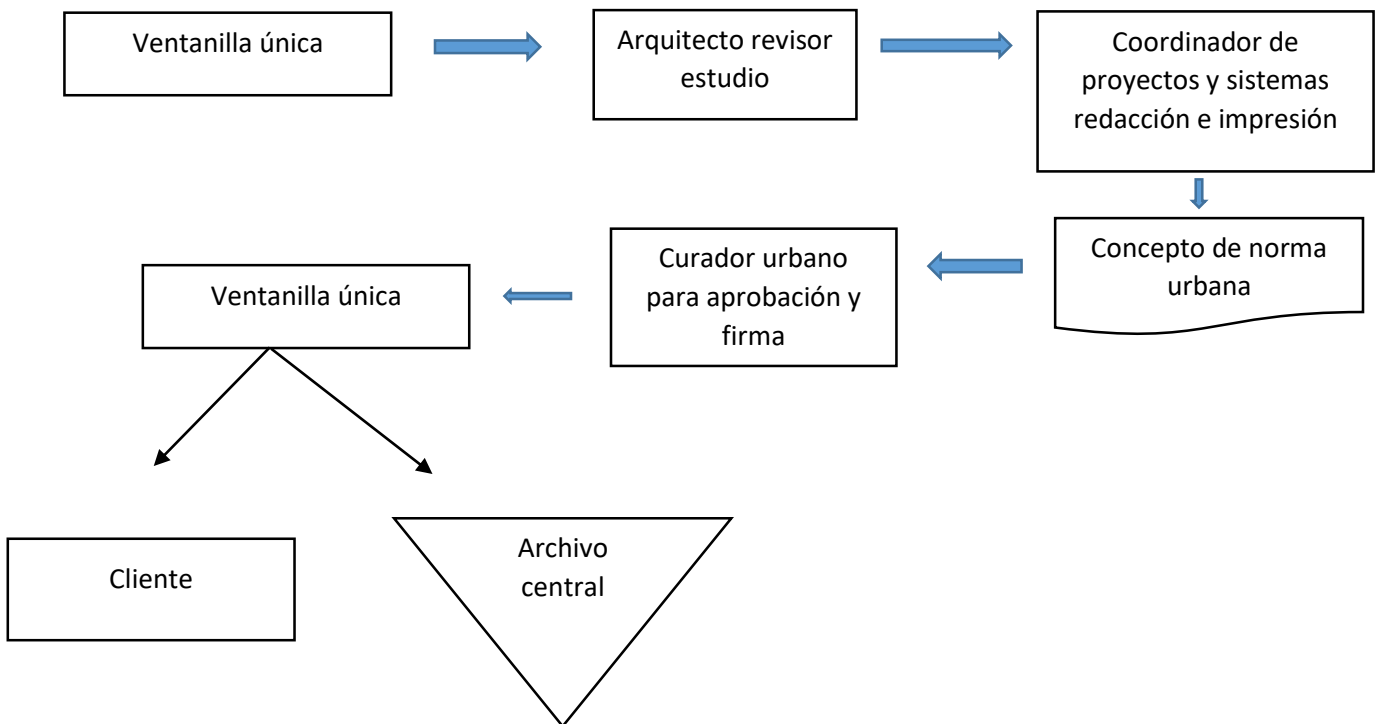 Ventanilla única
Arquitecto revisor
estudio
Coordinador de
proyectos y sistemas
redacción e impresión
Concepto de norma
urbana
Curador urbano
para aprobación y
firma
Ventanilla única
Cliente
Archivo
central